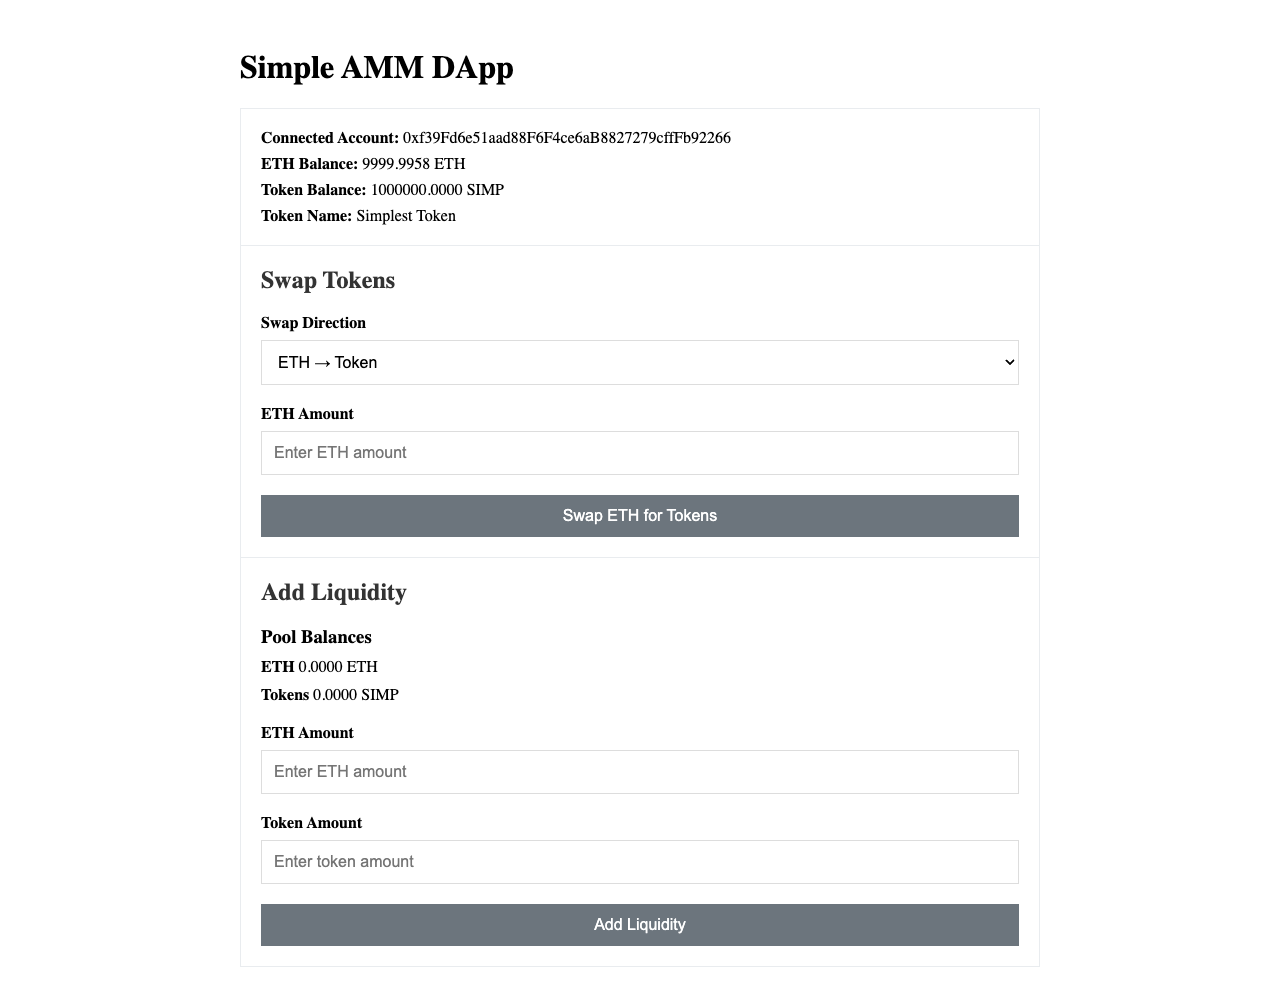 Simple AMM DApp
Connected Account: 0xf39Fd6e51aad88F6F4ce6aB8827279cffFb92266
ETH Balance: 9999.9958 ETH
Token Balance: 1000000.0000 SIMP
Token Name: Simplest Token
Swap Tokens
Swap Direction
ETH → Token
ETH Amount
Enter ETH amount
Swap ETH for Tokens
Add Liquidity
Pool Balances
ETH 0.0000 ETH
Tokens 0.0000 SIMP
ETH Amount
Enter ETH amount
Token Amount
Enter token amount
Add Liquidity